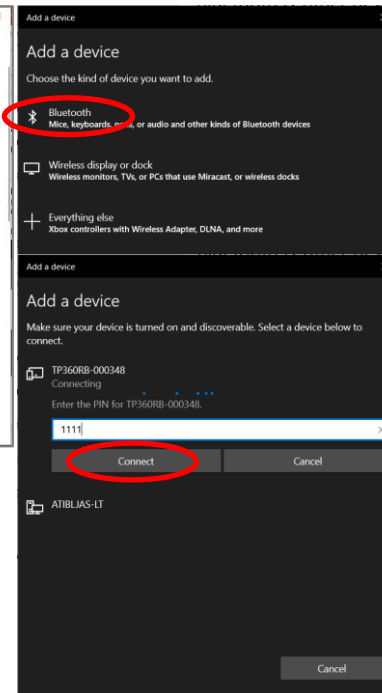 Add a device
Add a device
Choose the kind of device you want to add.
Bluetooth
Mice, keyboards, or audio and other kinds of Bluetooth devices
Wireless display or dock
Wireless monitors, TVs, or PCs that use Miracast, or wireless docks
Everything else
Xbox controllers with Wireless Adapter, DLNA, and more
Add a device
Add a device
Make sure your device is turned on and discoverable. Select a device below to
connect.
TP360RB-000348
Connecting
Enter the PIN for TP360RB-000348.
1111
Connect Cancel
ATIBLJAS-LT
Cancel